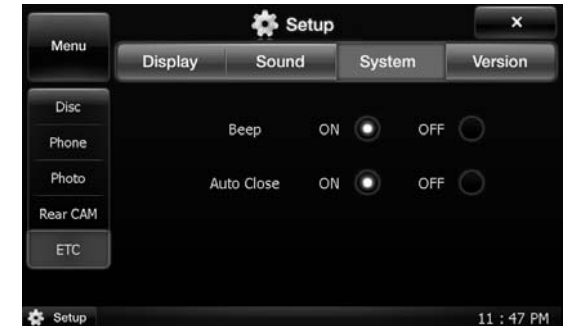 Setup
×
Menu
Display Sound System Version
Disc
Phone
Photo
Rear CAM
ETC
Beep ON OFF
Auto Close ON OFF
Setup 11 : 47 PM